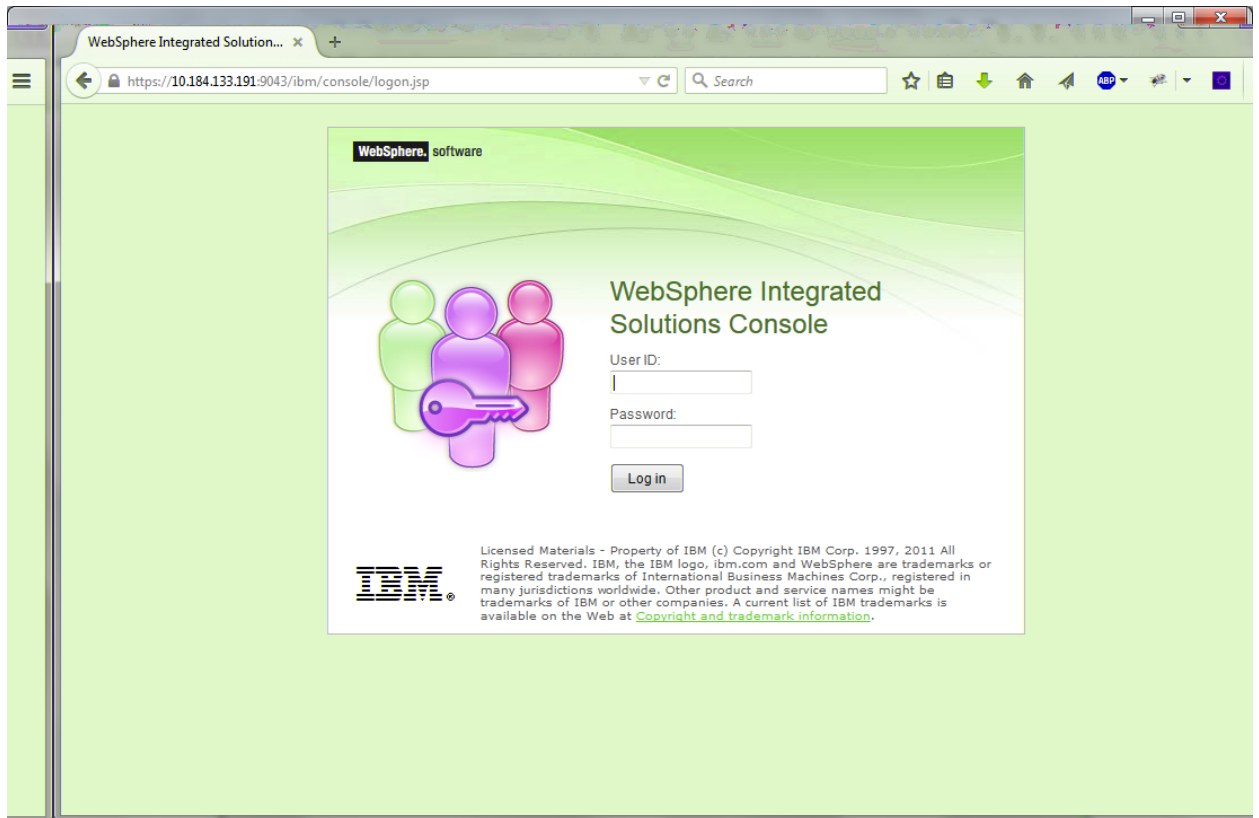 WebSphere Integrated Solution...
https://10.184.133.191:9043/ibm/console/logon.jsp
Search
ABP
WebSphere. software
WebSphere Integrated
Solutions Console
User ID:
Password:
Log in
IBM®
Licensed Materials - Property of IBM (c) Copyright IBM Corp. 1997, 2011 All
Rights Reserved. IBM, the IBM logo, ibm.com and WebSphere are trademarks or
registered trademarks of International Business Machines Corp., registered in
many jurisdictions worldwide. Other product and service names might be
trademarks of IBM or other companies. A current list of IBM trademarks is
available on the Web at Copyright and trademark information.